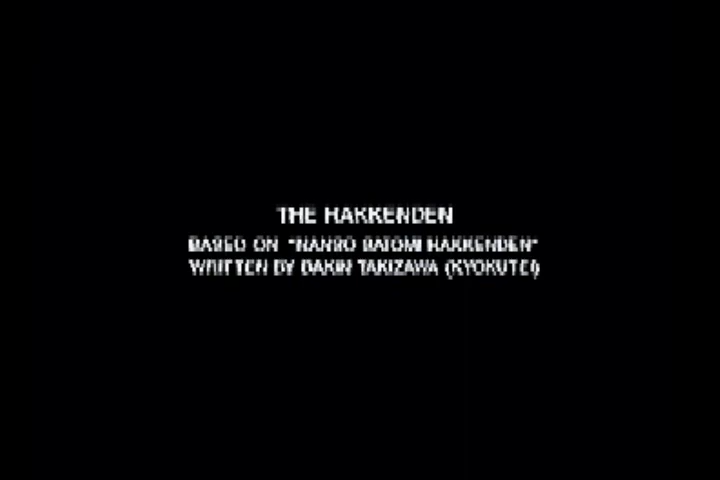 THE HAKKENDEN
BASED ON "NANSO SATOMI HAKKENDEN"
WRITTEN BY BAKIN TAKIZAWA (KYOKUTEI)